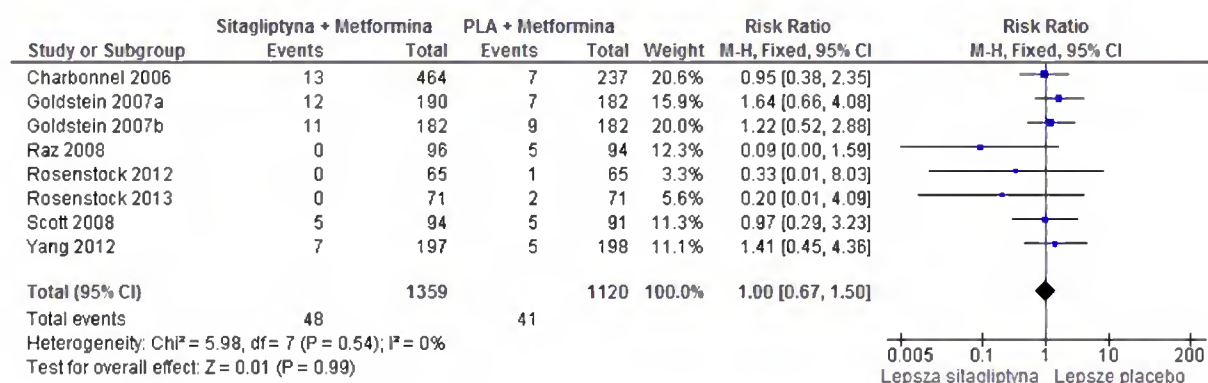 Sitagliptyna + Metformina PLA + Metformina Risk Ratio Risk Ratio
Study or Subgroup Events Total Events Total Weight M-H, Fixed, 95% CI M-H, Fixed, 95% CI
Charbonnel 2006 13 464 7 237 20.6% 0.95 [0.38, 2.35]
Goldstein 2007a 12 190 7 182 15.9% 1.64 [0.66, 4.08]
Goldstein 2007b 11 182 9 182 20.0% 1.22 [0.52, 2.88]
Raz 2008 0 96 5 94 12.3% 0.09 [0.00, 1.59]
Rosenstock 2012 0 65 1 65 3.3% 0.33 [0.01, 8.03]
Rosenstock 2013 0 71 2 71 5.6% 0.20 [0.01, 4.09]
Scott 2008 5 94 5 91 11.3% 0.97 [0.29, 3.23]
Yang 2012 7 197 5 198 11.1% 1.41 [0.45, 4.36]
Total (95% CI) 1359 1120 100.0% 1.00 [0.67, 1.50]
Total events 48 41
Heterogeneity: Chi² = 5.98, df = 7 (P = 0.54); I² = 0%
Test for overall effect: Z = 0.01 (P = 0.99)
0.005 0.1 1 10 200
Lepsza sitagliptyna Lepsze placebo